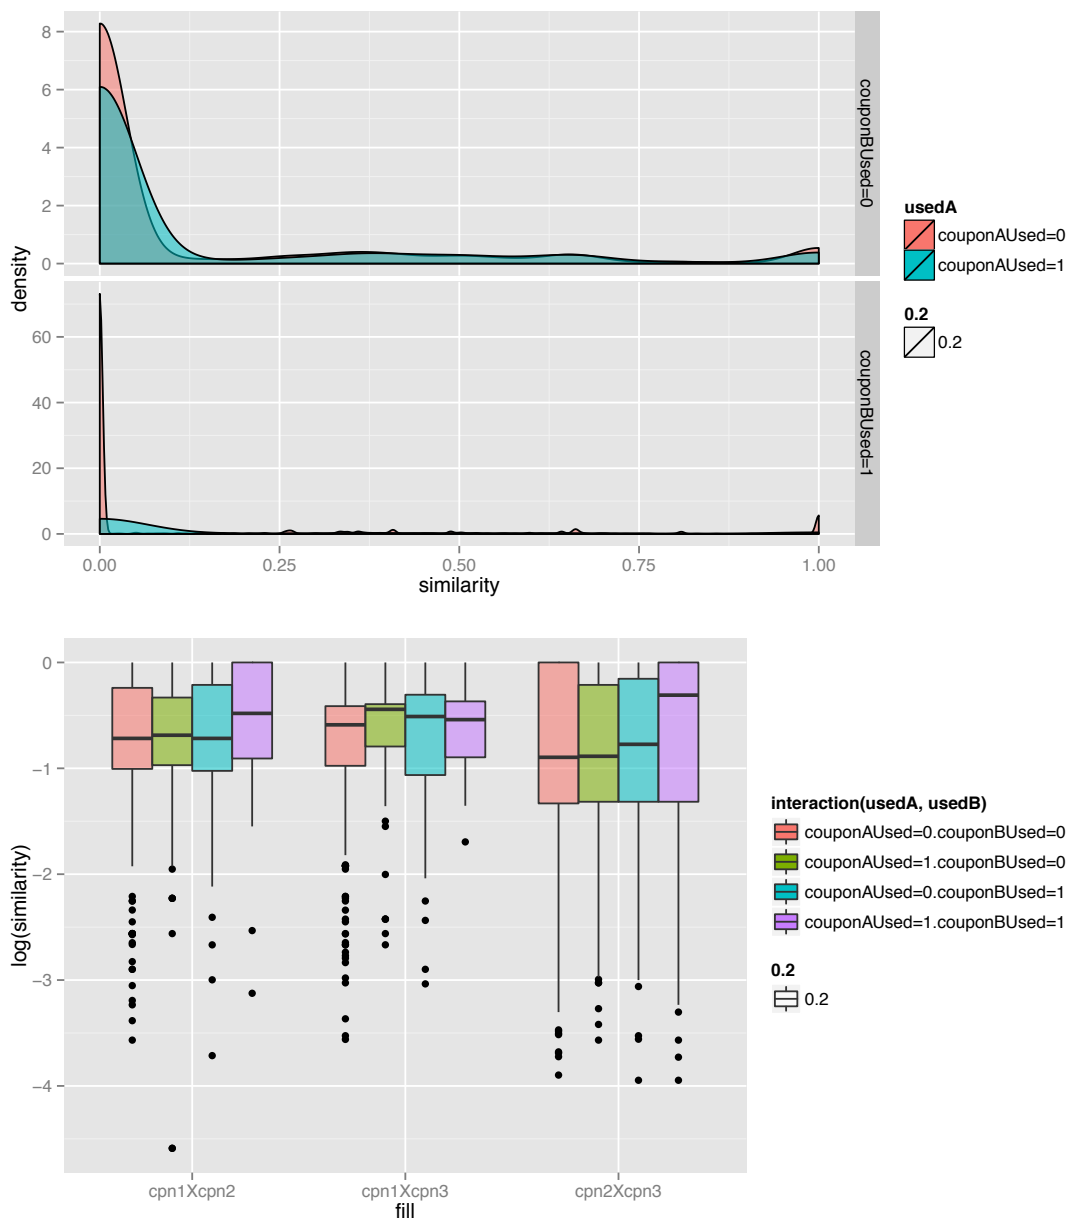 8
6
4
2
0
couponBUsed=0
density
60
40
20
0
couponBUsed=1
0.00 0.25 0.50 0.75 1.00
similarity
usedA
couponAUsed=0
couponAUsed=1
0.2
0.2
0
−1
−2
−3
−4
log(similarity)
cpn1Xcpn2 cpn1Xcpn3 cpn2Xcpn3
fill
interaction(usedA, usedB)
couponAUsed=0.couponBUsed=0
couponAUsed=1.couponBUsed=0
couponAUsed=0.couponBUsed=1
couponAUsed=1.couponBUsed=1
0.2
0.2